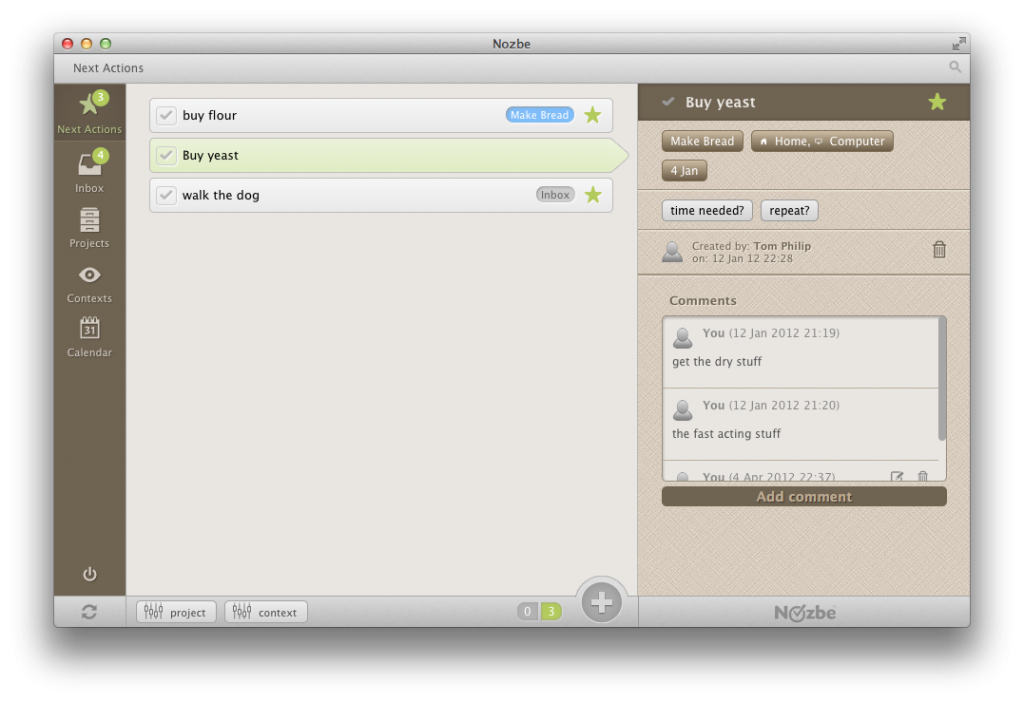 Nozbe
Next Actions
3
Next Actions
4
Inbox
Projects
Contexts
31
Calendar
buy flour Make Bread
Buy yeast
walk the dog Inbox
project context 0 3
Buy yeast
Make Bread Home, Computer
4 Jan
time needed? repeat?
Created by: Tom Philip
on: 12 Jan 12 22:28
Comments
You (12 Jan 2012 21:19)
get the dry stuff
You (12 Jan 2012 21:20)
the fast acting stuff
You (4 Apr 2012 22:37)
Add comment
Nozbe